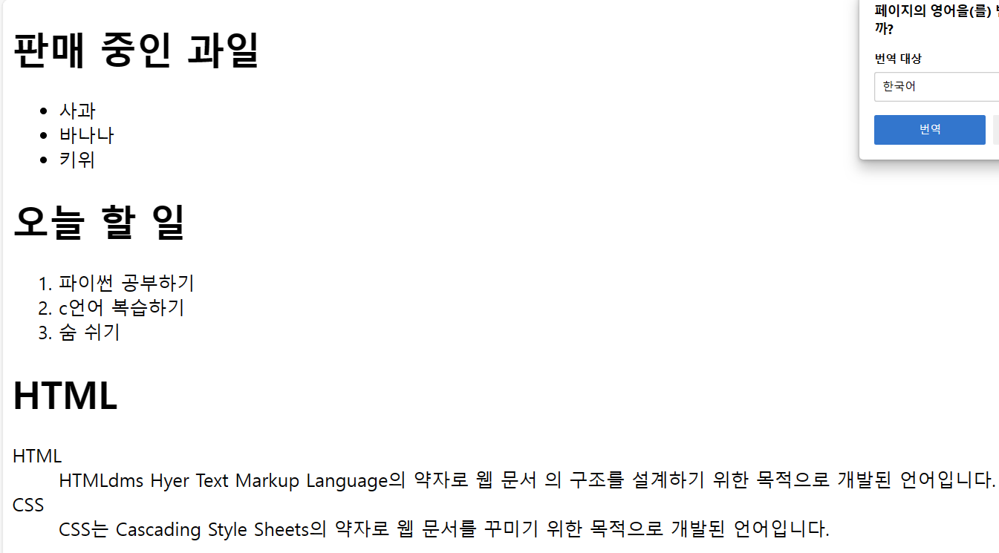 판매 중인 과일
• 사과
• 바나나
• 키위
오늘 할 일
1. 파이썬 공부하기
2. c언어 복습하기
3. 숨 쉬기
HTML
HTML
HTMLdms Hyer Text Markup Language의 약자로 웹 문서 의 구조를 설계하기 위한 목적으로 개발된 언어입니다.
CSS
CSS는 Cascading Style Sheets의 약자로 웹 문서를 꾸미기 위한 목적으로 개발된 언어입니다.
페이지의 영어을(를)
까?
번역 대상
한국어
번역